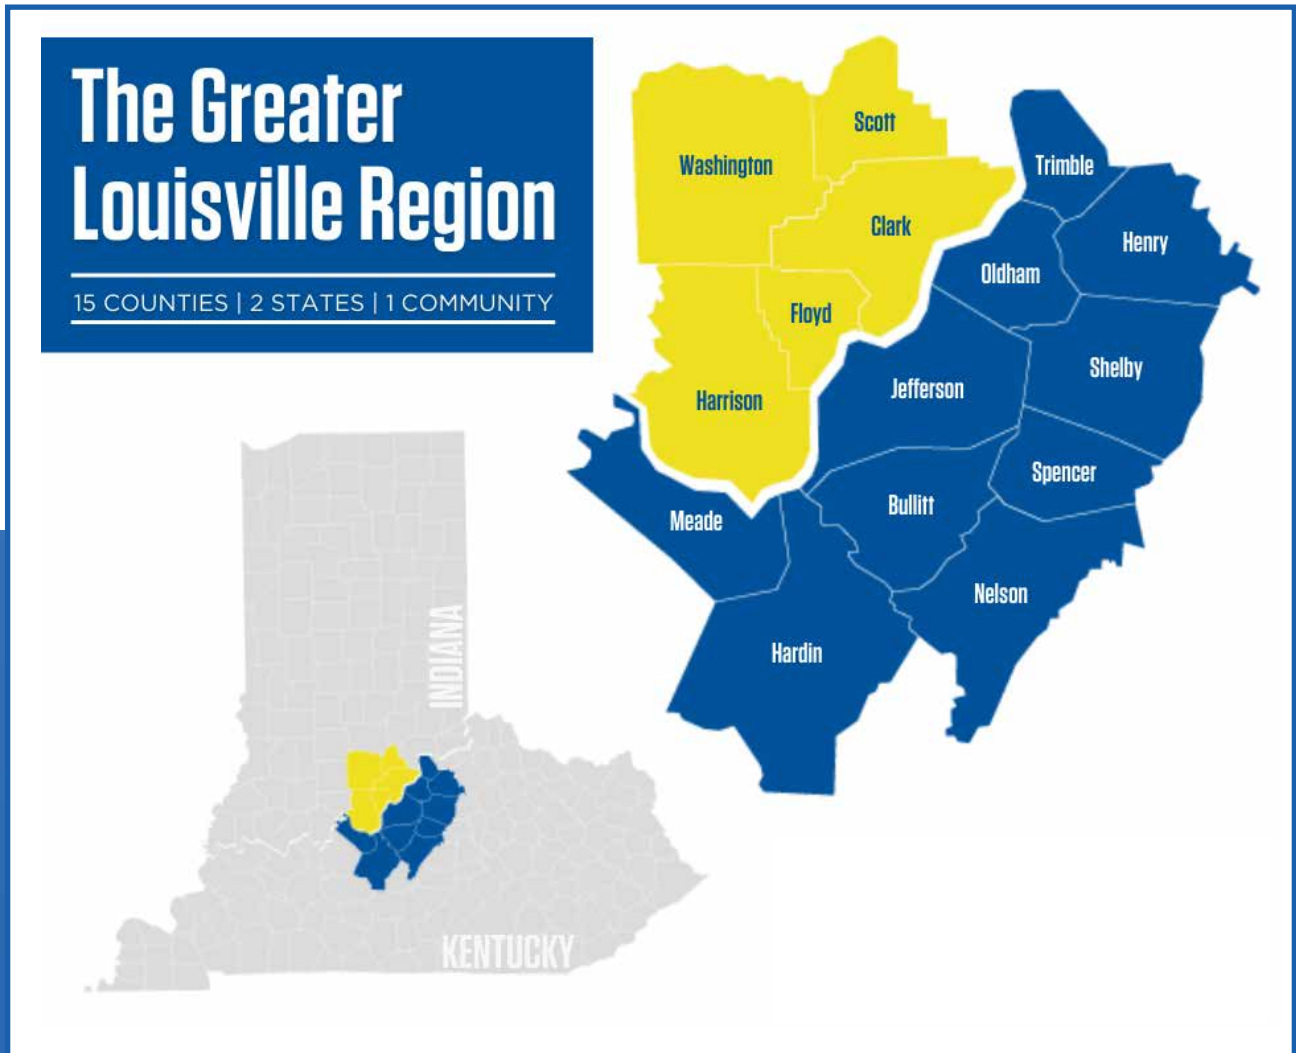 The Greater
Louisville Region
15 COUNTIES | 2 STATES | 1 COMMUNITY
Scott
Washington
Trimble
Clark
Henry
Oldham
Floyd
Shelby
Jefferson
Harrison
Spencer
Bullitt
Meade
Nelson
Hardin
INDIANA
KENTUCKY